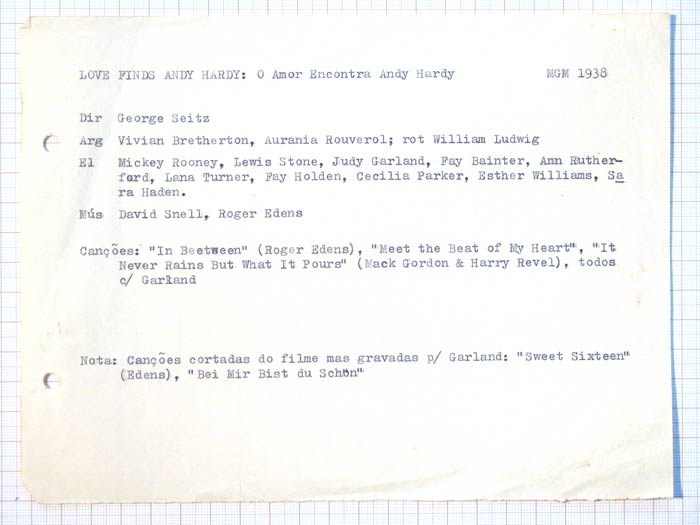 LOVE FINDS ANDY HARDY: O Amor Encontra Andy Hardy MGM 1938
Dir George Seitz
Arg Vivian Bretherton, Aurania Rouverol; rot William Ludwig
El Mickey Rooney, Lewis Stone, Judy Garland, Fay Bainter, Ann Ruther-
ford, Lana Turner, Fay Holden, Cecilia Parker, Esther Williams, Sa
ra Haden.
Mús David Snell, Roger Edens
Canções: "In Beetween" (Roger Edens), "Meet the Beat of My Heart", "It
Never Rains But What It Pours" (Mack Gordon & Harry Revel), todos
c/ Garland
Nota: Canções cortadas do filme mas gravadas p/ Garland: "Sweet Sixteen"
(Edens), "Bei Mir Bist du Schön"